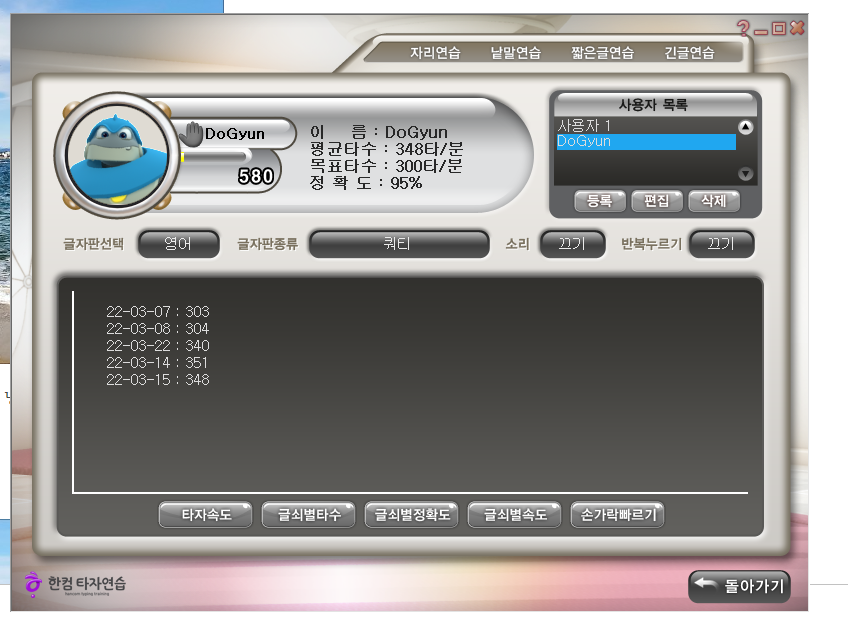 ?
자리연습 낱말연습 짧은글연습 긴글연습
DoGyun
580
이 름 : DoGyun
평균타수 : 348타/분
목표타수 : 300타/분
정 확 도 : 95%
사용자 목록
사용자 1
DoGyun
등록 편집 삭제
글자판선택 영어 글자판종류 쿼티 소리 끄기 반복누르기 끄기
22-03-07 : 303
22-03-08 : 304
22-03-22 : 340
22-03-14 : 351
22-03-15 : 348
타자속도 글쇠별타수 글쇠별정확도 글쇠별속도 손가락빠르기
한컴 타자연습
돌아가기